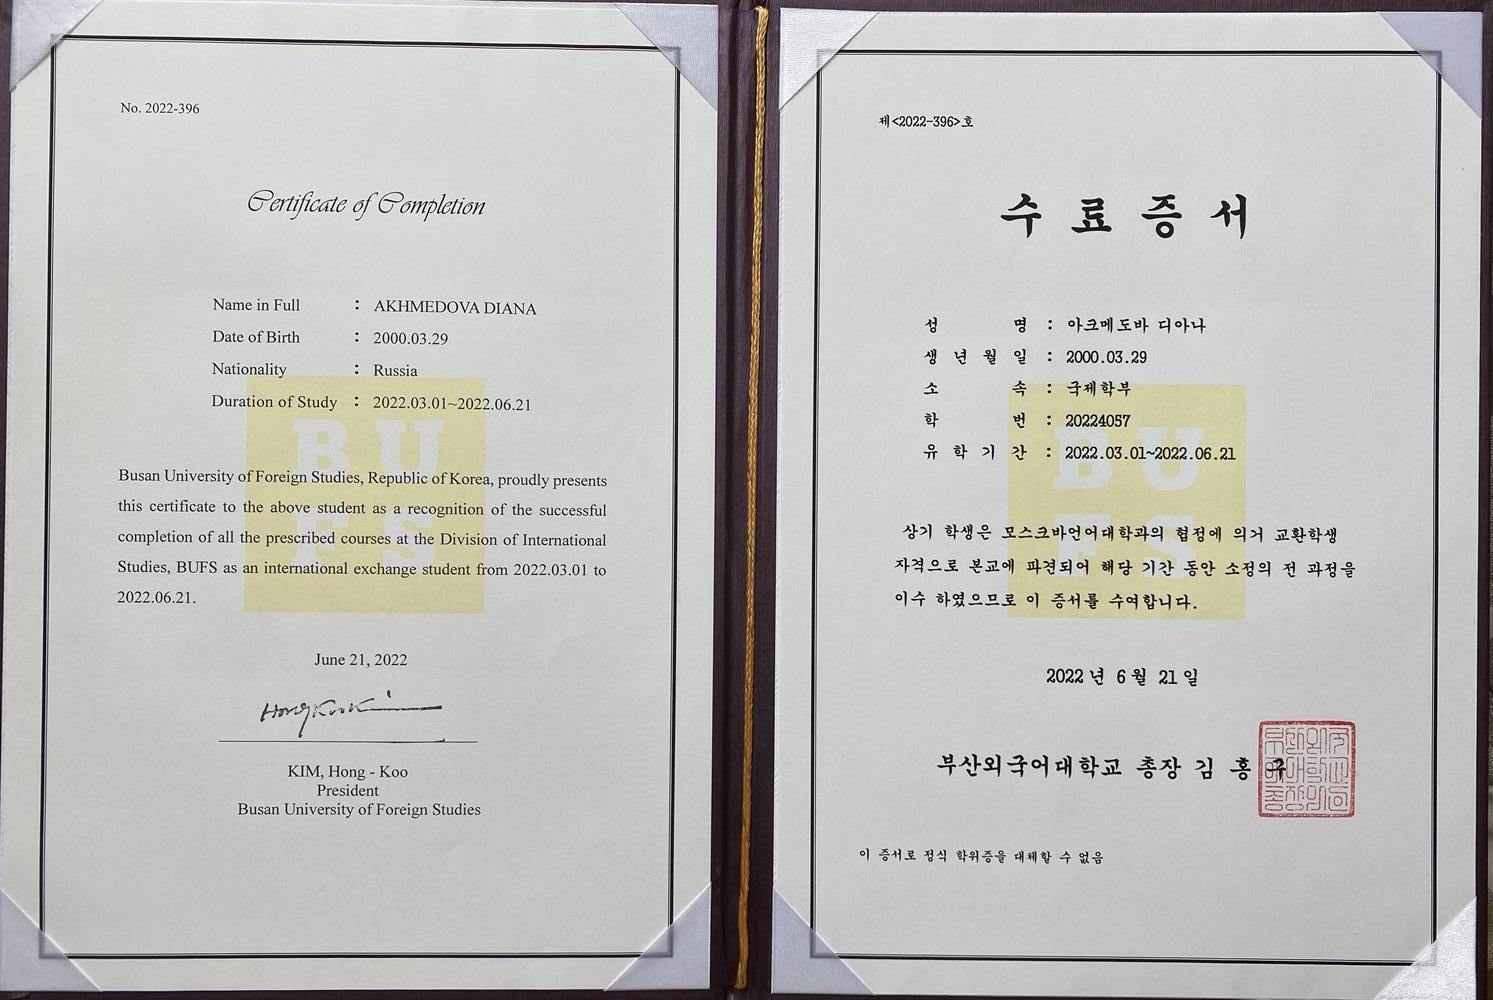 No. 2022-396
Certificate of Completion
Name in Full : AKHMEDOVA DIANA
Date of Birth : 2000.03.29
Nationality : Russia
Duration of Study : 2022.03.01~2022.06.21
BU
FS
Busan University of Foreign Studies, Republic of Korea, proudly presents
this certificate to the above student as a recognition of the successful
completion of all the prescribed courses at the Division of International
Studies, BUFS as an international exchange student from 2022.03.01 to
2022.06.21.
June 21, 2022
HongKooKim
KIM, Hong - Koo
President
Busan University of Foreign Studies
제<2022-396>호
수 료 증 서
성 명 : 아크메도바 디아나
생 년 월 일 : 2000.03.29
소 속 : 국제학부
학 번 : 20224057
유 학 기 간 : 2022.03.01~2022.06.21
BU
FS
상기 학생은 모스크바언어대학과의 협정에 의거 교환학생
자격으로 본교에 파견되어 해당 기간 동안 소정의 전 과정을
이수 하였으므로 이 증서를 수여합니다.
2022 년 6 월 21 일
부산외국어대학교 총장 김 홍 구
이 증서로 정식 학위증을 대체할 수 없음